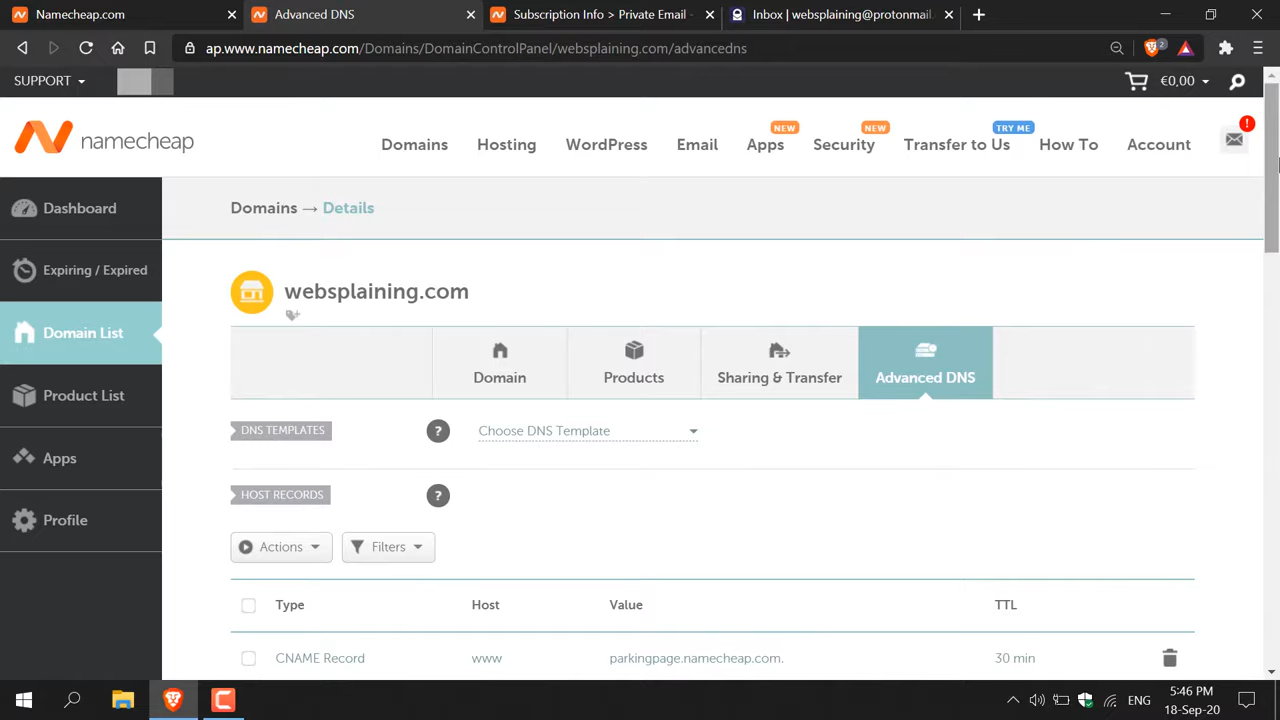 Namecheap.com
Advanced DNS
Subscription Info > Private Email -
Inbox | websplaining@protonmail
ap.www.namecheap.com/Domains/DomainControlPanel/websplaining.com/advancedns
2
SUPPORT
€0,00
namecheap
Domains
Hosting
WordPress
Email
NEW
Apps
NEW
Security
TRY ME
Transfer to Us
How To
Account
!
Dashboard
Expiring / Expired
Domain List
Product List
Apps
Profile
Domains → Details
websplaining.com
Domain
Products
Sharing & Transfer
Advanced DNS
DNS TEMPLATES
?
Choose DNS Template
HOST RECORDS
?
Actions
Filters
Type Host Value TTL
CNAME Record www parkingpage.namecheap.com. 30 min
ENG
5:46 PM
18-Sep-20